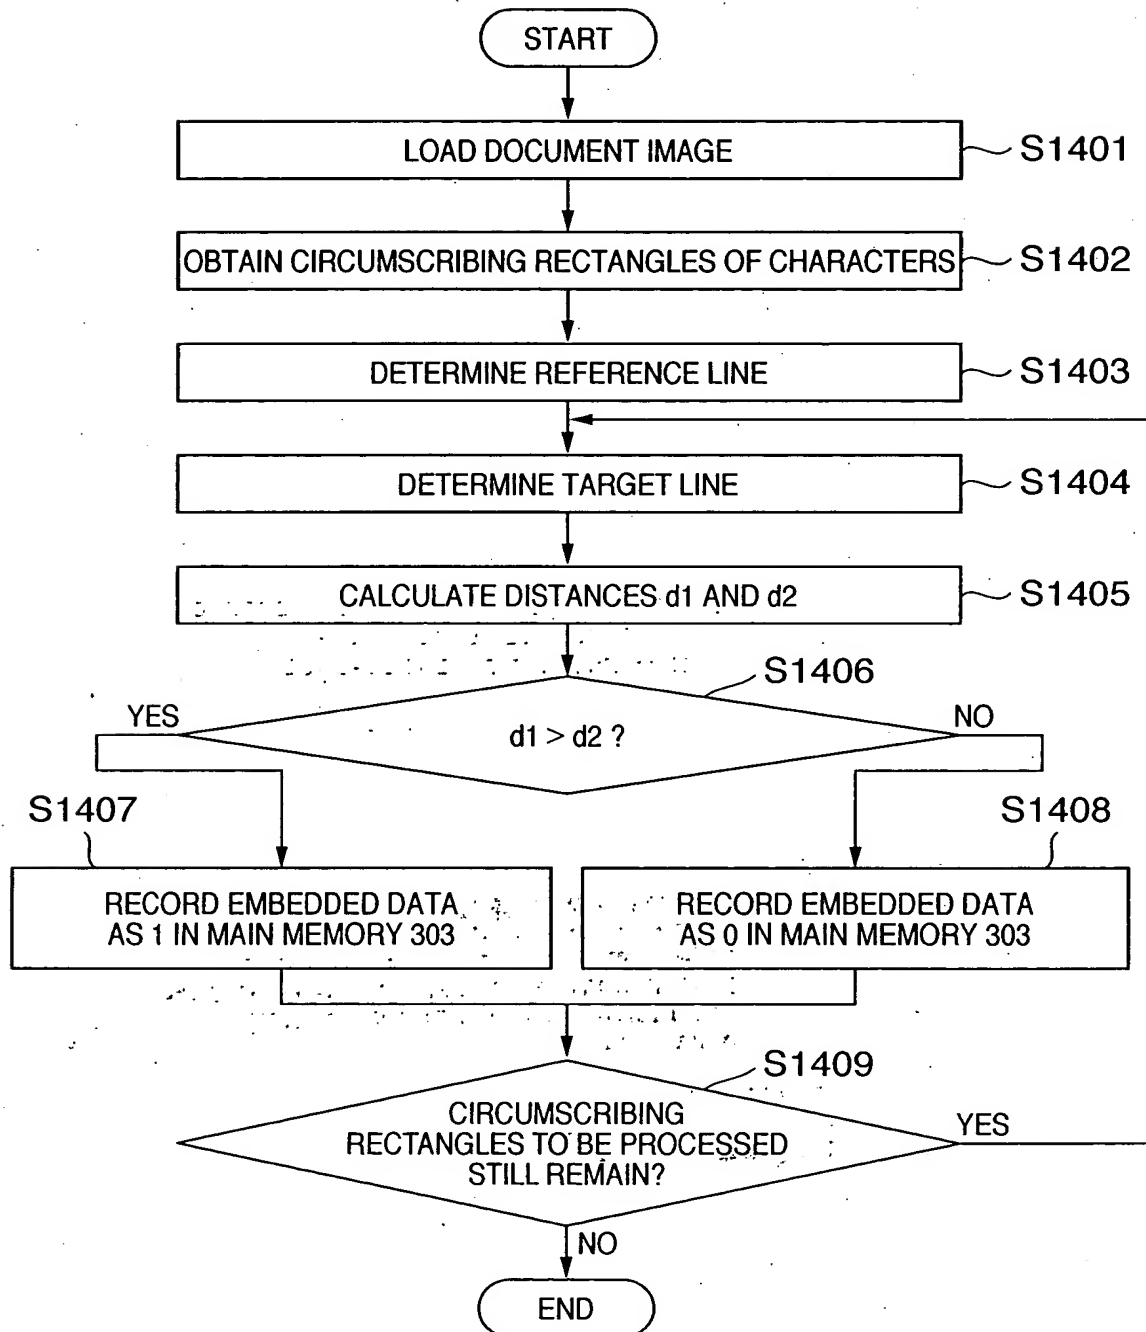 START
LOAD DOCUMENT IMAGE
S1401
OBTAIN CIRCUMSCRIBING RECTANGLES OF CHARACTERS
S1402
DETERMINE REFERENCE LINE
S1403
DETERMINE TARGET LINE
S1404
CALCULATE DISTANCES d1 AND d2
S1405
S1406
YES
d1 > d2 ?
NO
S1407
S1408
RECORD EMBEDDED DATA
AS 1 IN MAIN MEMORY 303
RECORD EMBEDDED DATA
AS 0 IN MAIN MEMORY 303
S1409
CIRCUMSCRIBING
RECTANGLES TO BE PROCESSED
STILL REMAIN?
YES
NO
END